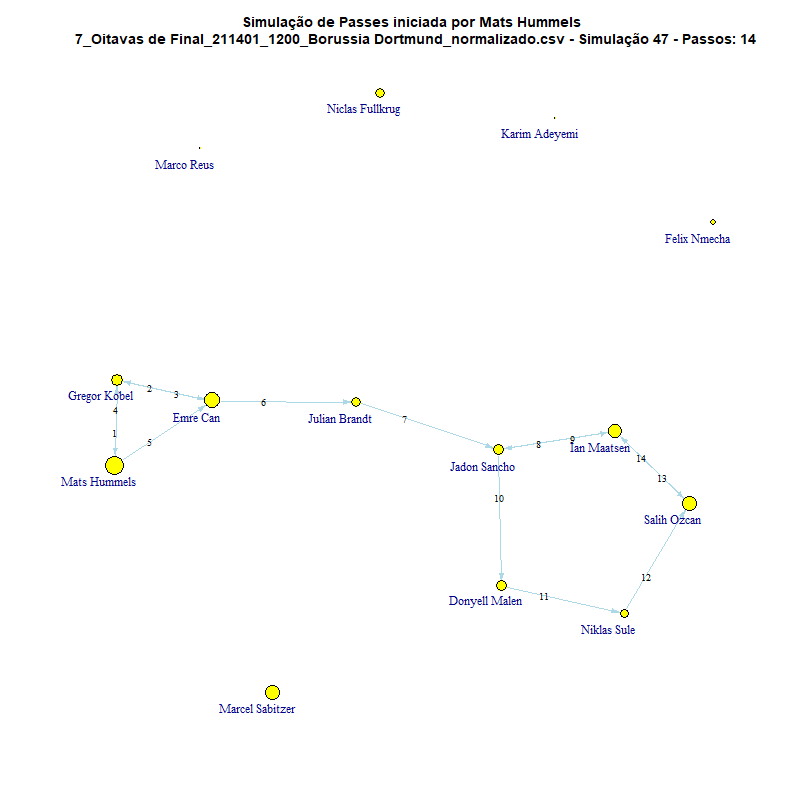 Simulação de Passes iniciada por Mats Hummels
7_Oitavas de Final_211401_1200_Borussia Dortmund_normalizado.csv - Simulação 47 - Passos: 14
Niclas Fullkrug
Karim Adeyemi
Marco Reus
Felix Nmecha
2
3
Gregor Kobel
6
4
Emre Can
Julian Brandt
7
1
5
8
9
Ian Maatsen
14
Jadon Sancho
13
Mats Hummels
10
Salih Ozcan
12
11
Donyell Malen
Niklas Sule
Marcel Sabitzer